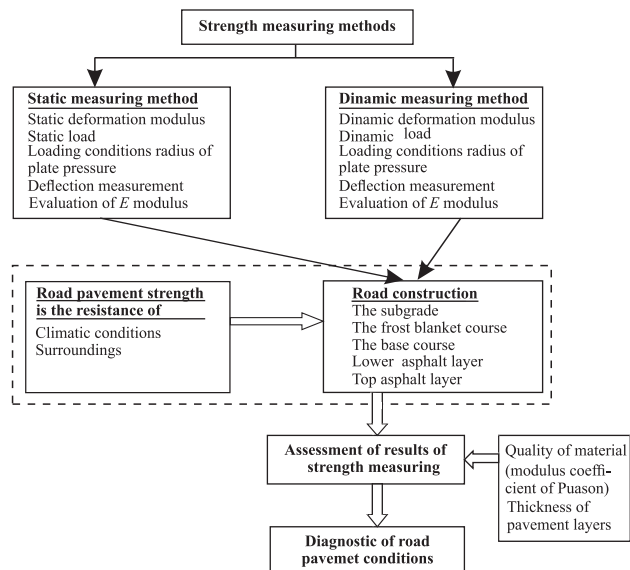 Strength measuring methods
Static measuring method
Static deformation modulus
Static load
Loading conditions radius of
plate pressure
Deflection measurement
Evaluation of E modulus
Dinamic measuring method
Dinamic deformation modulus
Dinamic load
Loading conditions radius of
plate pressure
Deflection measurement
Evaluation of E modulus
Road pavement strength
is the resistance of
Climatic conditions
Surroundings
Road construction
The subgrade
The frost blanket course
The base course
Lower asphalt layer
Top asphalt layer
Assessment of results of
strength measuring
Quality of material
(modulus coeffi-
cient of Puason)
Thickness of
pavement layers
Diagnostic of road
pavemet conditions